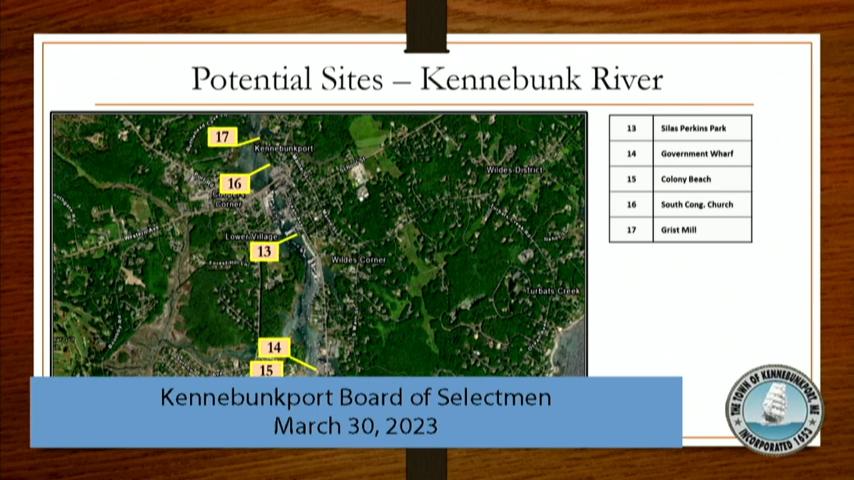 Potential Sites – Kennebunk River
17
Kennebunkport
16
Corner
Wildes District
Lower Village
13
Wildes Corner
Turbats Creek
14
15
13 Silas Perkins Park
14 Government Wharf
15 Colony Beach
16 South Cong. Church
17 Grist Mill
Kennebunkport Board of Selectmen
March 30, 2023
THE TOWN OF KENNEBUNKPORT, ME
INCORPORATED 1653